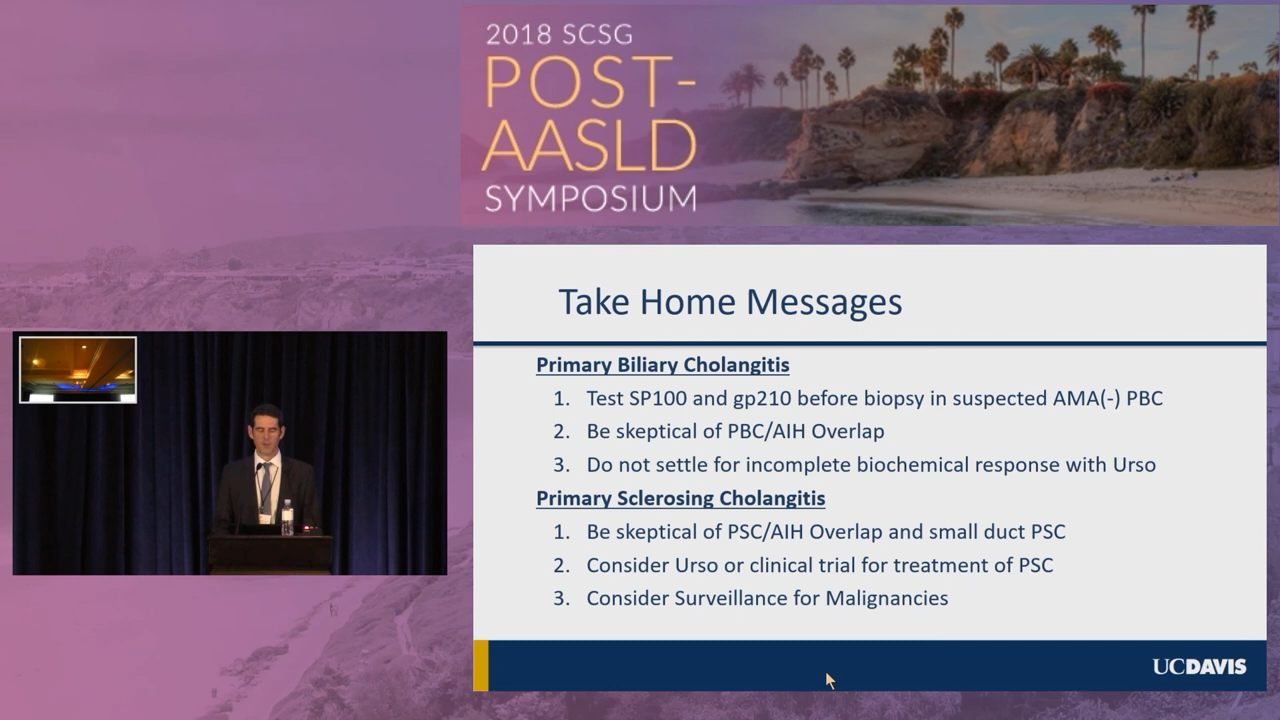 2018 SCSG
POST-
AASLD
SYMPOSIUM
Take Home Messages
Primary Biliary Cholangitis
1. Test SP100 and gp210 before biopsy in suspected AMA(-) PBC
2. Be skeptical of PBC/AIH Overlap
3. Do not settle for incomplete biochemical response with Urso
Primary Sclerosing Cholangitis
1. Be skeptical of PSC/AIH Overlap and small duct PSC
2. Consider Urso or clinical trial for treatment of PSC
3. Consider Surveillance for Malignancies
UCDAVIS